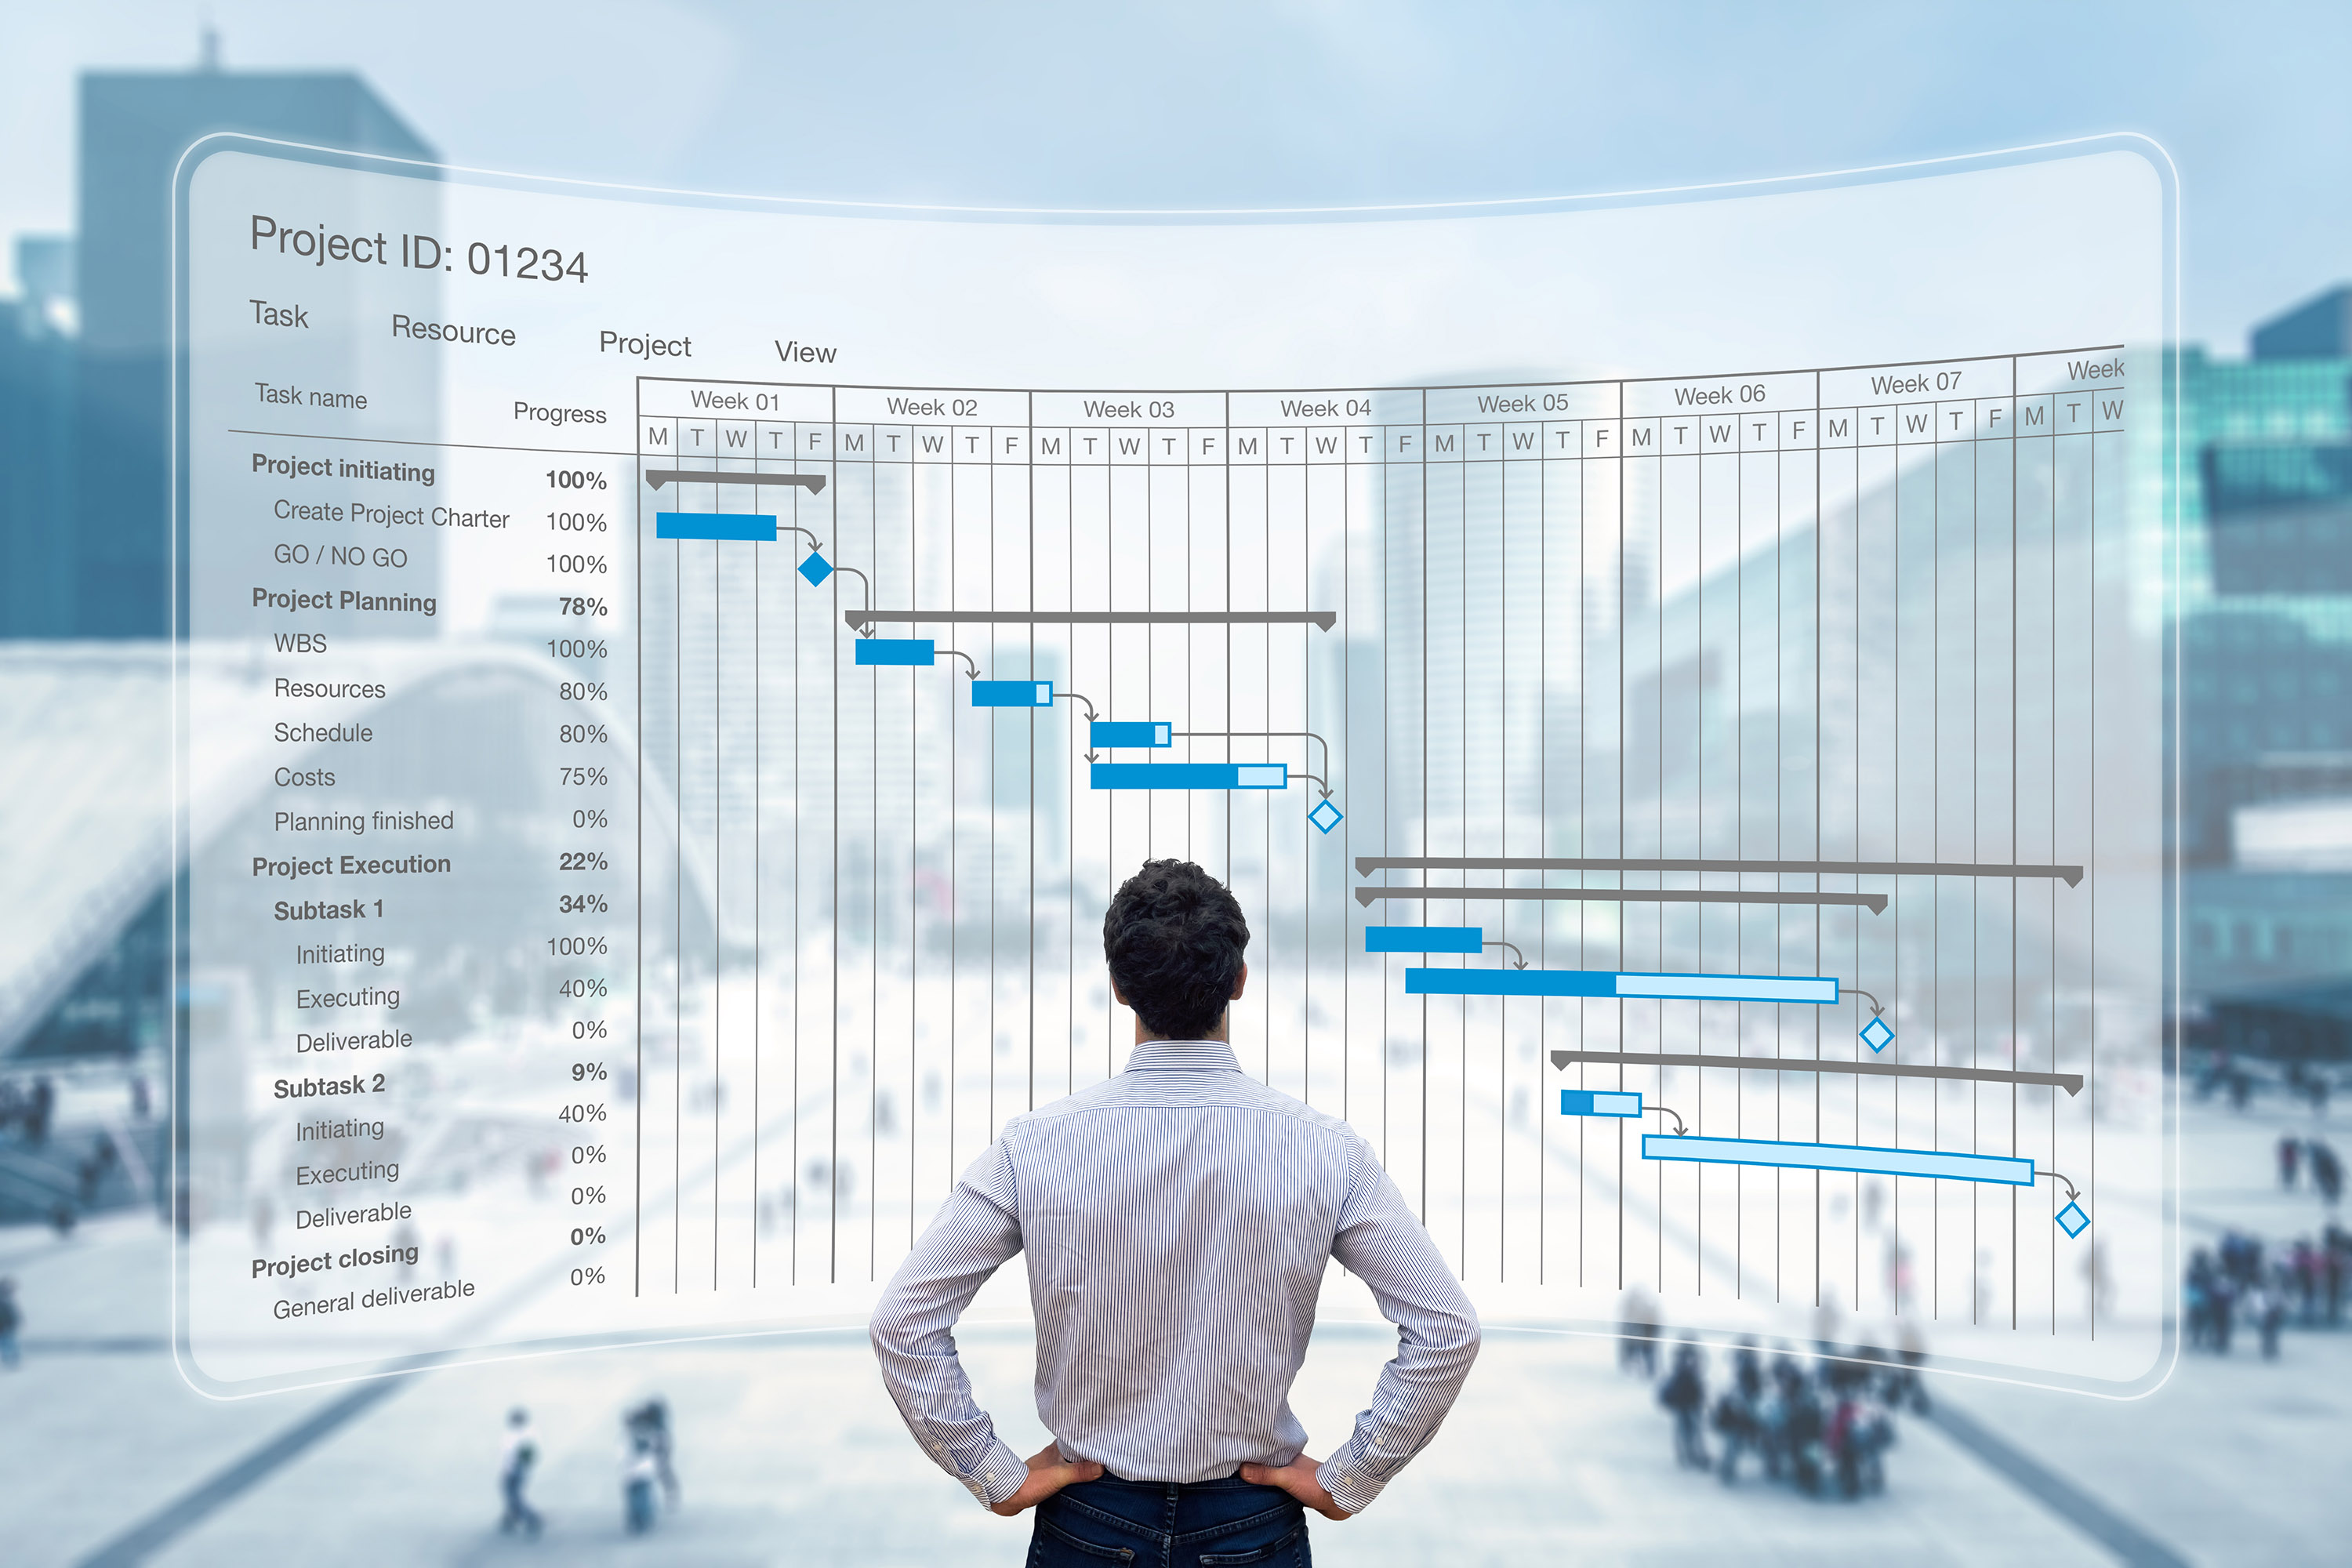 Project ID: 01234
Task Resource Project View
Task name Progress Week 01 Week 02 Week 03 Week 04 Week 05 Week 06 Week 07 Week
M T W T F M T W T F M T W T F M T W T F M T W T F M T W T F M T W T F M T W
Project initiating 100%
Create Project Charter 100%
GO / NO GO 100%
Project Planning 78%
WBS 100%
Resources 80%
Schedule 80%
Costs 75%
Planning finished 0%
Project Execution 22%
Subtask 1 34%
Initiating 100%
Executing 40%
Deliverable 0%
Subtask 2 9%
Initiating 40%
Executing 0%
Deliverable 0%
Project closing 0%
General deliverable 0%